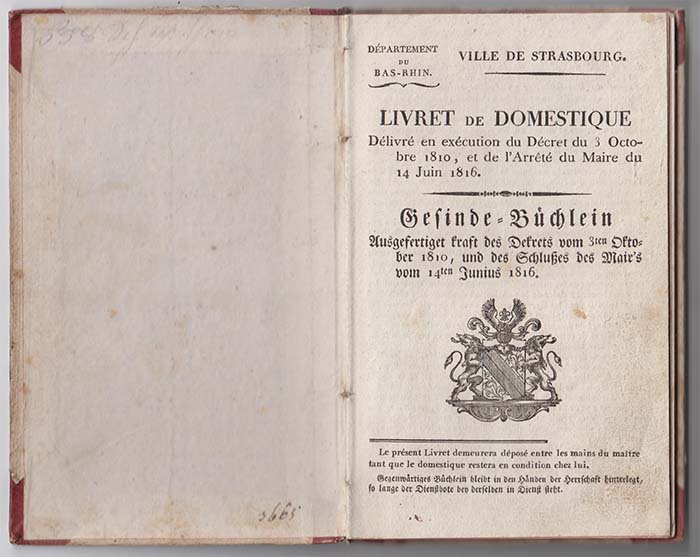 3665
DÉPARTEMENT
DU
BAS-RHIN.
VILLE DE STRASBOURG.
LIVRET DE DOMESTIQUE
Délivré en exécution du Décret du 3 Octo-
bre 1810, et de l'Arrêté du Maire du
14 Juin 1816.
Gesinde-Büchlein
Ausgefertiget kraft des Dekrets vom 3ten Okto-
ber 1810, und des Schlußes des Mair's
vom 14ten Junius 1816.
Le présent Livret demeurera déposé entre les mains du maître
tant que le domestique restera en condition chez lui.
Gegenwärtiges Büchlein bleibt in den Händen der Herrschaft hinterlegt,
so lange der Dienstbote bey derselben in Dienst steht.